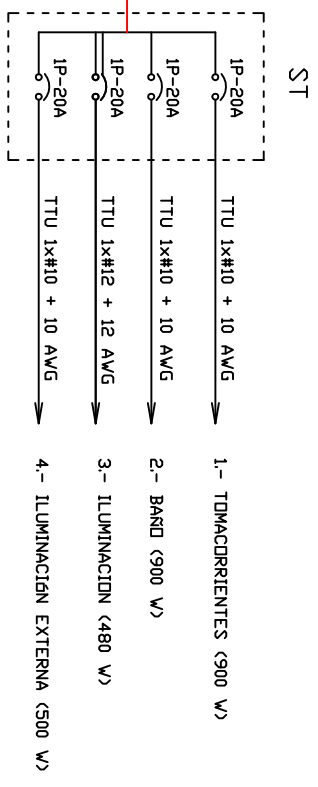 ST
1P-20A
TTU 1x#10 + 10 AWG
1.- TOMACORRIENTES (900 W)
1P-20A
TTU 1x#10 + 10 AWG
2.- BAÑO (900 W)
1P-20A
TTU 1x#12 + 12 AWG
3.- ILUMINACION (480 W)
1P-20A
TTU 1x#10 + 10 AWG
4.- ILUMINACIóN EXTERNA (500 W)